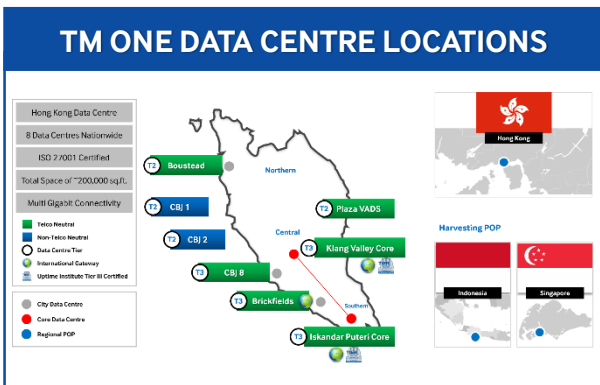 TM ONE DATA CENTRE LOCATIONS
Hong Kong Data Centre
8 Data Centres Nationwide
ISO 27001 Certified
Total Space of ~200,000 sq.ft.
Multi Gigabit Connectivity
Telco Neutral
Non-Telco Neutral
Data Centre Tier
International Gateway
Uptime Institute Tier III Certified
City Data Centre
Core Data Centre
Regional POP
Northern
T2 Boustead
T2 CBJ 1
T2 Plaza VADS
T2 CBJ 2
Central
T3 Klang Valley Core
T3 CBJ 8
T3 Brickfields
Southern
T3 Iskandar Puteri Core
Hong Kong
Harvesting POP
Indonesia
Singapore